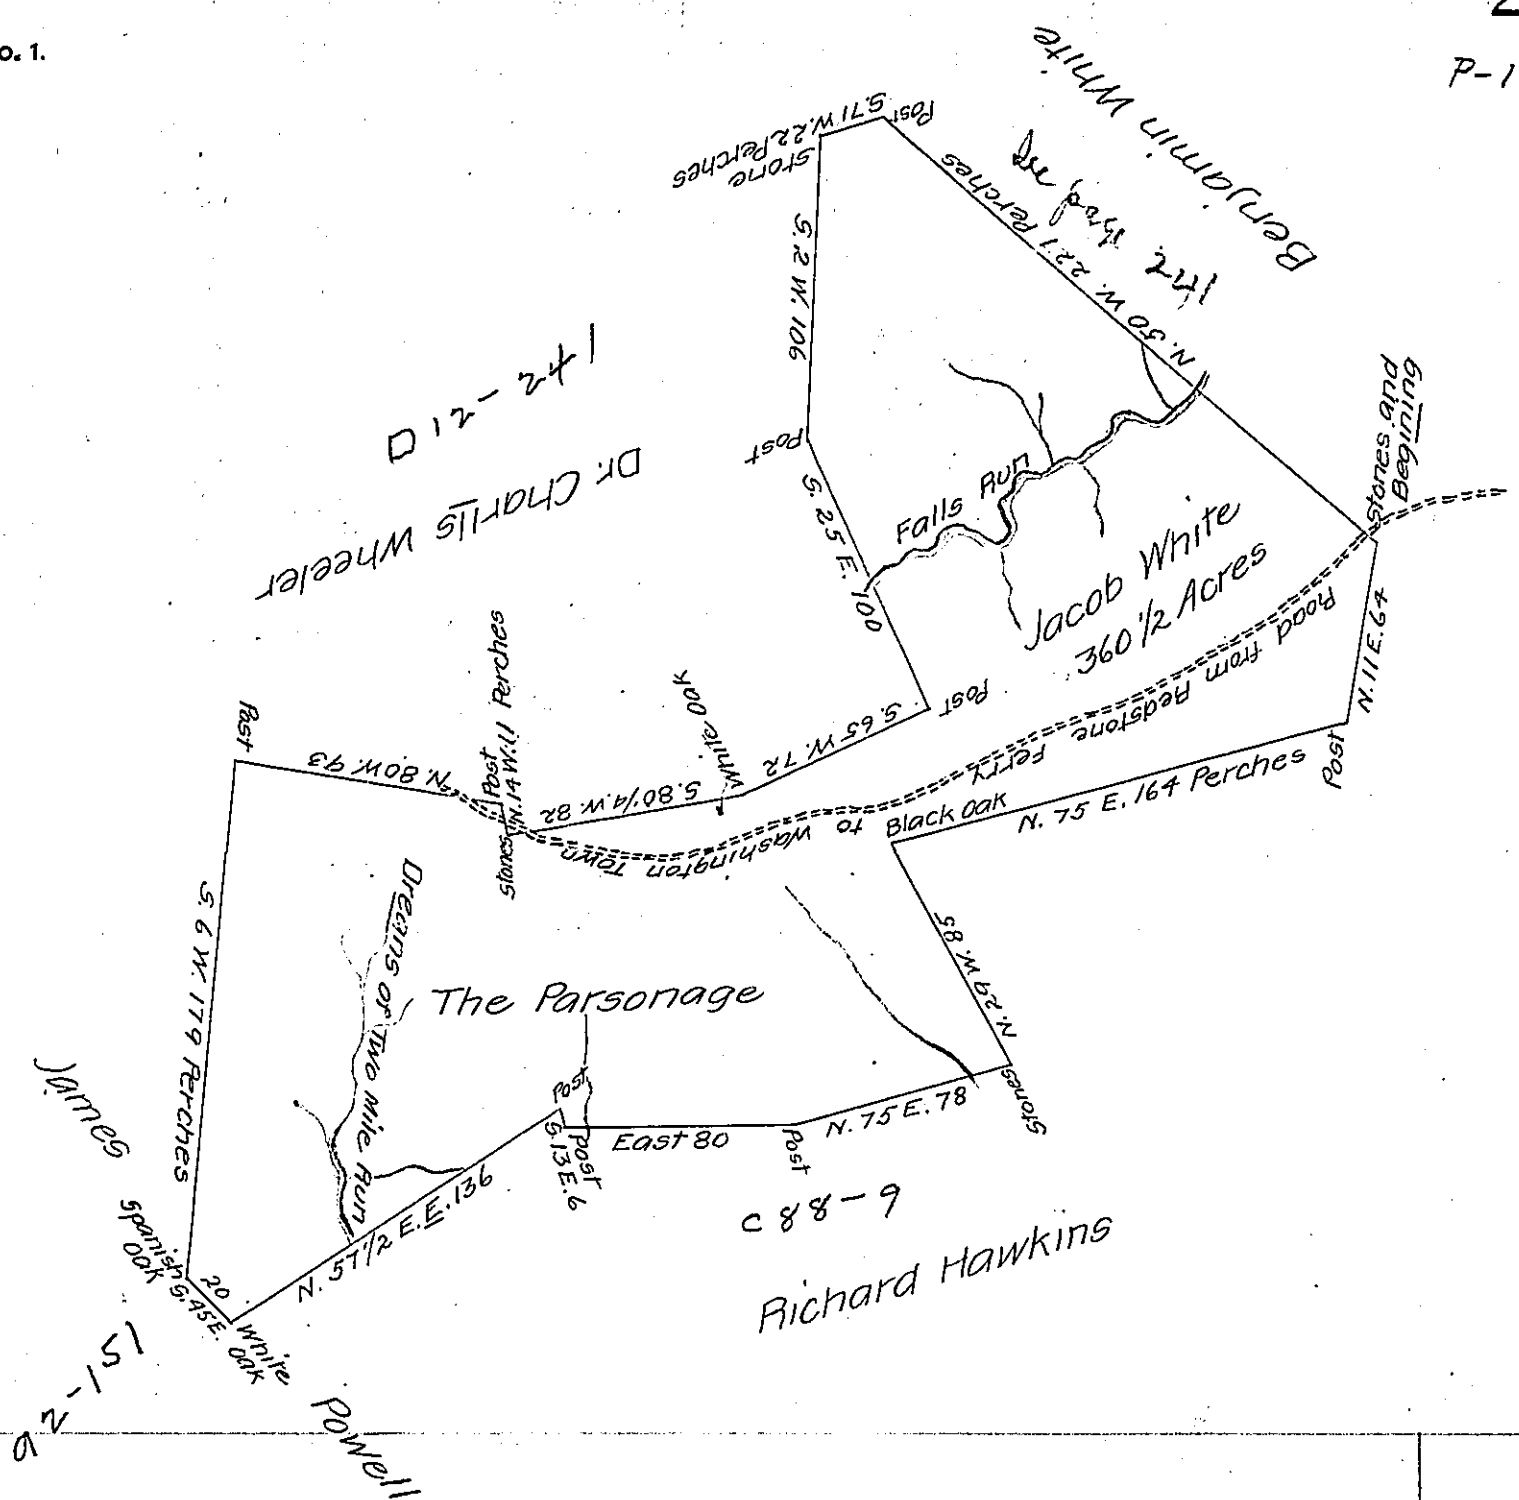 o. 1.
P-1
Benjamin White
Post
S. 71 W. 22 Perches
Stone
N. 50 W. 221 Perches
S. 2 W. 106
Post
S. 25 E. 100
Falls Run
Jacob White
360 1/2 Acres
Stones and
Begining
N. 11 E. 64
Post
N. 75 E. 164 Perches
Black Oak
Road from Redstone Ferry to Washington Town
Post
S. 65 W. 72
White Oak
S. 80 1/4 W. 82
Stones
N. 14 W. 11 Perches
Post
N. 80 W. 93
Post
Dr. Charlls Wheeler
S. 6 W. 179 Perches
Dreans of Two Mile Run
The Parsonage
N. 29 W. 85
Stones
N. 75 E. 78
Post
East 80
Post
S. 13 E. 6
Post
N. 57 1/2 E. E. 136
C 88-9
Richard Hawkins
James
Powell
Spanish
Oak
S. 45 E.
20
White
Oak
a 2-151